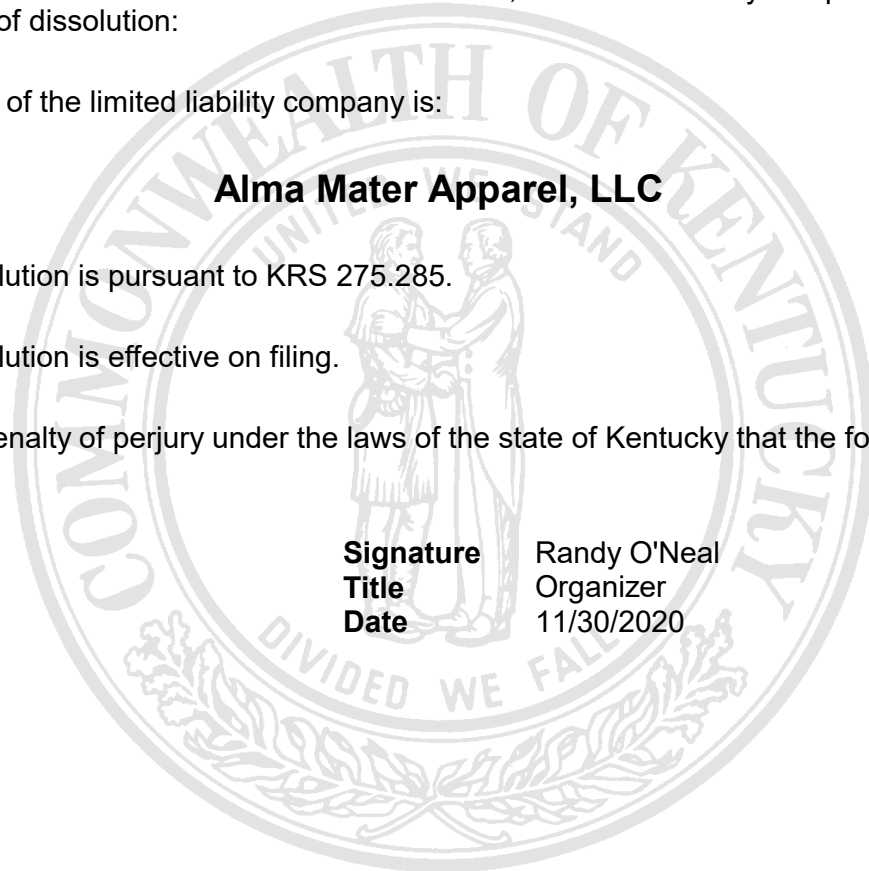 of dissolution:
of the limited liability company is:
Alma Mater Apparel, LLC
lution is pursuant to KRS 275.285.
lution is effective on filing.
enalty of perjury under the laws of the state of Kentucky that the fo
Signature Randy O'Neal
Title Organizer
Date 11/30/2020
COMMONWEALTH OF KENTUCKY
UNITED WE STAND
DIVIDED WE FALL